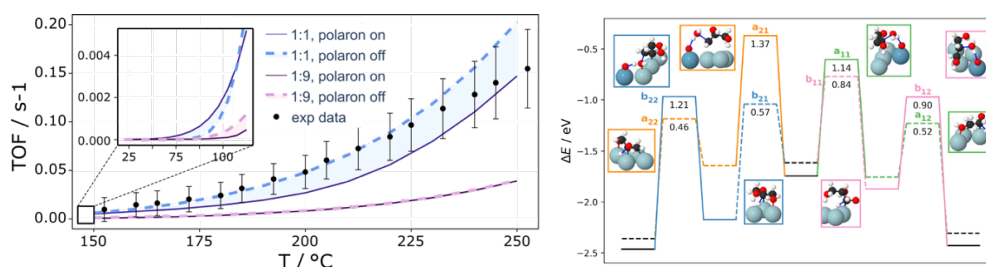 0.20
0.15
0.10
0.05
0.00
TOF / s-1
0.004
0.002
0.000
25 50 75 100
1:1, polaron on
1:1, polaron off
1:9, polaron on
1:9, polaron off
exp data
150 175 200 225 250
T / °C
−0.5
−1.0
−1.5
−2.0
−2.5
ΔE / eV
a21
1.37
a11
1.14
b11
0.84
b22
1.21
a22
0.46
b21
0.57
b12
0.90
a12
0.52